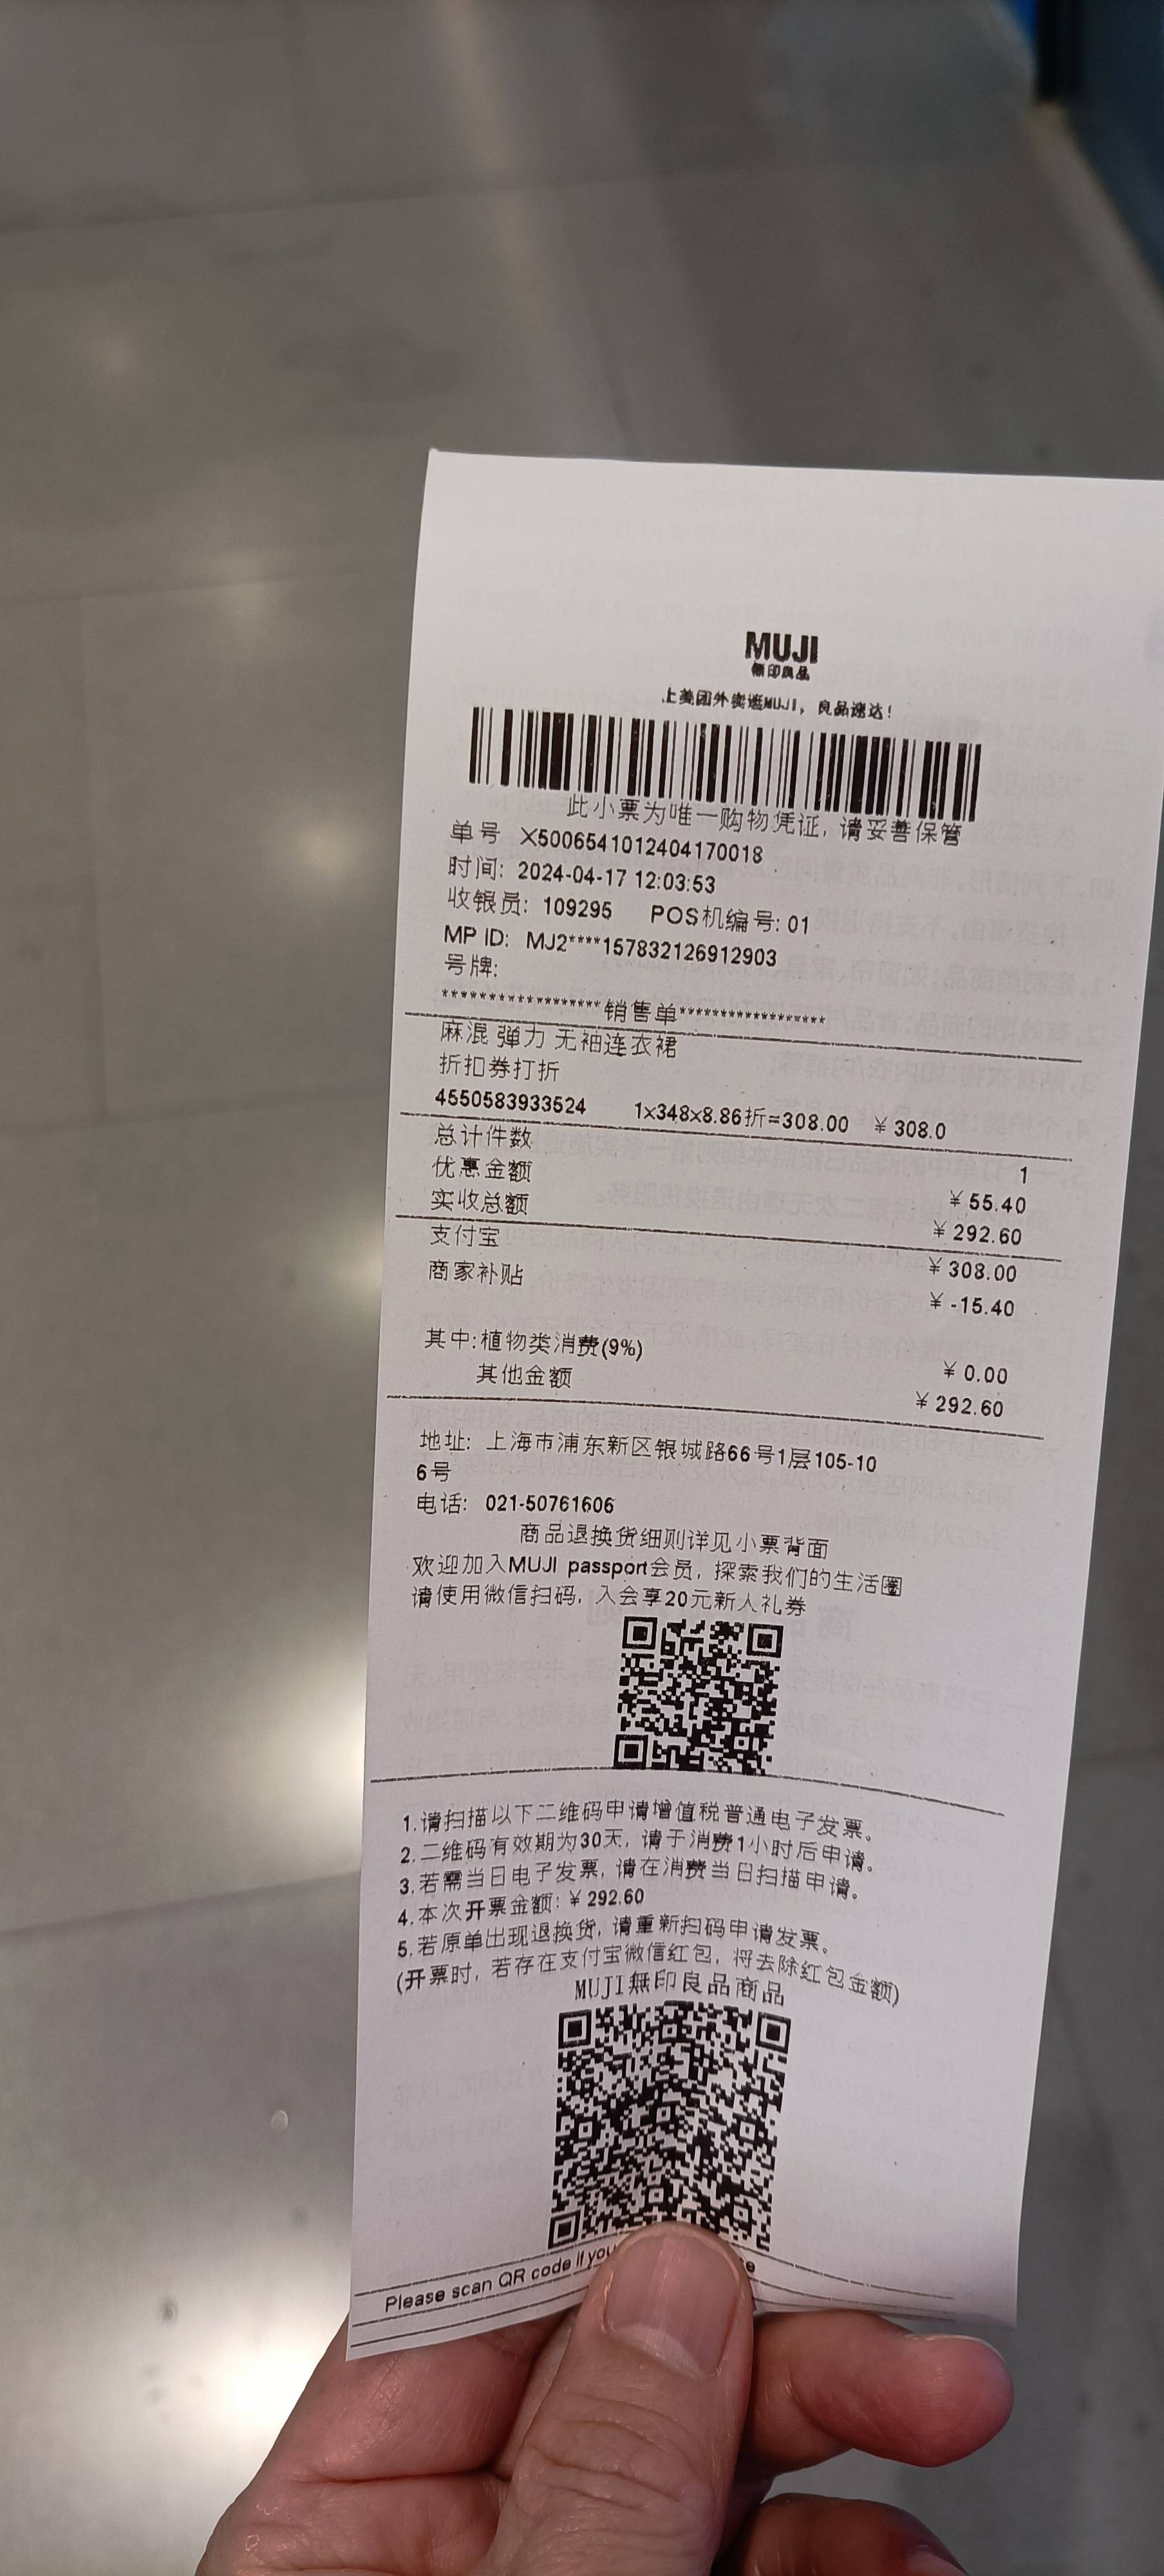 MUJI
無印良品
上美团外卖逛MUJI，良品速达！
此小票为唯一购物凭证, 请妥善保管
单号 X5006541012404170018
时间: 2024-04-17 12:03:53
收银员: 109295 POS机编号: 01
MP ID: MJ2****157832126912903
号牌:
*****************销售单****************
麻混 弹力 无袖连衣裙
折扣券打折
4550583933524 1x348x8.86折=308.00 ￥308.0
总计件数 1
优惠金额 ￥55.40
实收总额 ￥292.60
支付宝 ￥308.00
商家补贴 ￥-15.40
其中:植物类消费(9%) ￥0.00
其他金额 ￥292.60
地址: 上海市浦东新区银城路66号1层105-10
6号
电话: 021-50761606
商品退换货细则详见小票背面
欢迎加入MUJI passport会员, 探索我们的生活圈
请使用微信扫码, 入会享20元新人礼券
1.请扫描以下二维码申请增值税普通电子发票。
2.二维码有效期为30天, 请于消费1小时后申请。
3.若需当日电子发票, 请在消费当日扫描申请。
4.本次开票金额: ￥292.60
5.若原单出现退换货, 请重新扫码申请发票。
(开票时, 若存在支付宝微信红包, 将去除红包金额)
MUJI無印良品商品
Please scan QR code if you